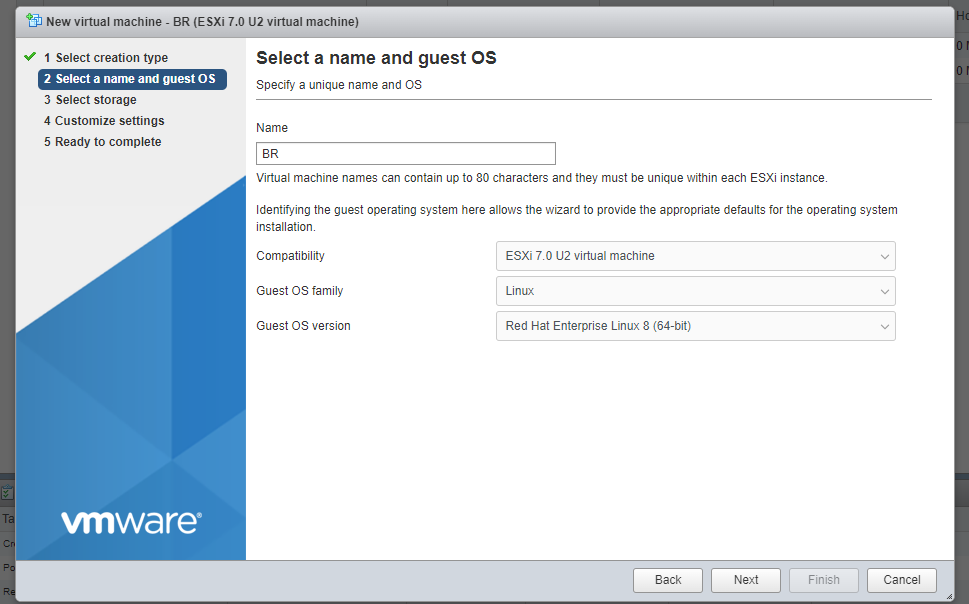 New virtual machine - BR (ESXi 7.0 U2 virtual machine)
1 Select creation type
2 Select a name and guest OS
3 Select storage
4 Customize settings
5 Ready to complete
vmware®
Select a name and guest OS
Specify a unique name and OS
Name
BR
Virtual machine names can contain up to 80 characters and they must be unique within each ESXi instance.
Identifying the guest operating system here allows the wizard to provide the appropriate defaults for the operating system
installation.
Compatibility
ESXi 7.0 U2 virtual machine
Guest OS family
Linux
Guest OS version
Red Hat Enterprise Linux 8 (64-bit)
Back
Next
Finish
Cancel